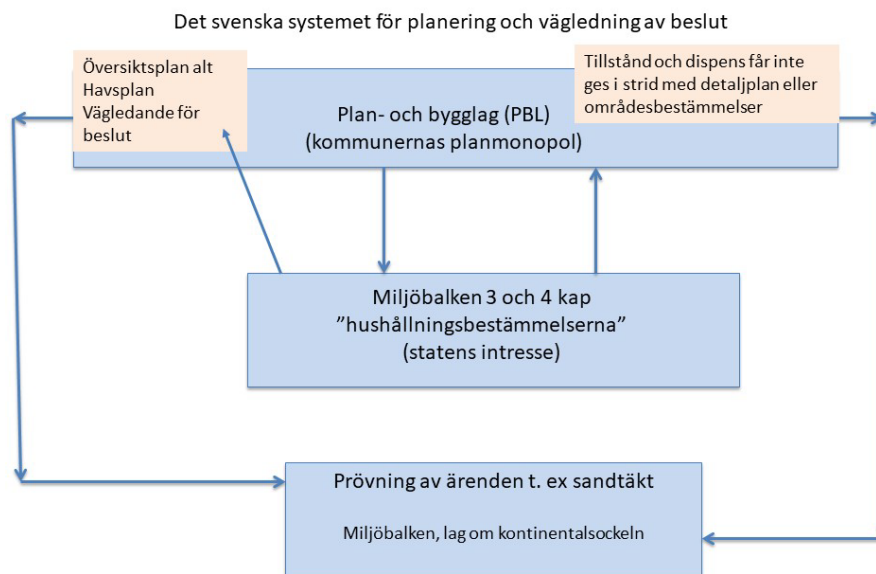 Det svenska systemet för planering och vägledning av beslut
Översiktsplan alt
Havsplan
Vägledande för
beslut
Tillstånd och dispens får inte
ges i strid med detaljplan eller
områdesbestämmelser
Plan- och bygglag (PBL)
(kommunernas planmonopol)
Miljöbalken 3 och 4 kap
”hushållningsbestämmelserna”
(statens intresse)
Prövning av ärenden t. ex sandtäkt
Miljöbalken, lag om kontinentalsockeln